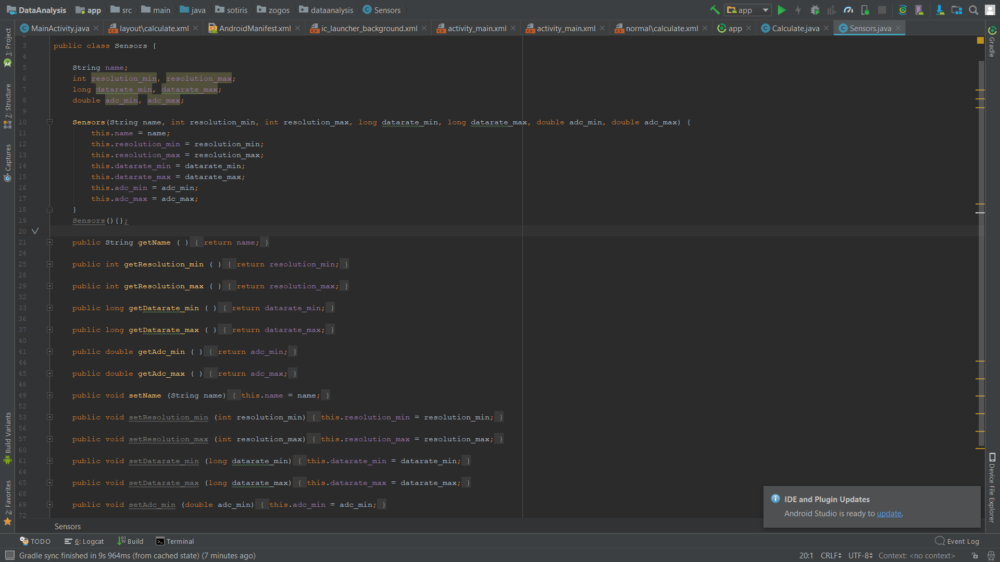 DataAnalysis app src main java sotiris zogos dataanalysis Sensors app
MainActivity.java layout\calculate.xml AndroidManifest.xml ic_launcher_background.xml activity_main.xml activity_main.xml normal\calculate.xml app Calculate.java Sensors.java
1: Project
7: Structure
Captures
Build Variants
2: Favorites
3 public class Sensors {
4
5 String name;
6 int resolution_min, resolution_max;
7 long datarate_min, datarate_max;
8 double adc_min, adc_max;
9
10 Sensors(String name, int resolution_min, int resolution_max, long datarate_min, long datarate_max, double adc_min, double adc_max) {
11 this.name = name;
12 this.resolution_min = resolution_min;
13 this.resolution_max = resolution_max;
14 this.datarate_min = datarate_min;
15 this.datarate_max = datarate_max;
16 this.adc_min = adc_min;
17 this.adc_max = adc_max;
18 }
19 Sensors(){};
20
21 public String getName ( ) { return name; }
24
25 public int getResolution_min ( ) { return resolution_min; }
28
29 public int getResolution_max ( ) { return resolution_max; }
32
33 public long getDatarate_min ( ) { return datarate_min; }
36
37 public long getDatarate_max ( ) { return datarate_max; }
40
41 public double getAdc_min ( ) { return adc_min; }
44
45 public double getAdc_max ( ) { return adc_max; }
48
49 public void setName (String name) { this.name = name; }
52
53 public void setResolution_min (int resolution_min) { this.resolution_min = resolution_min; }
56
57 public void setResolution_max (int resolution_max) { this.resolution_max = resolution_max; }
60
61 public void setDatarate_min (long datarate_min) { this.datarate_min = datarate_min; }
64
65 public void setDatarate_max (long datarate_max) { this.datarate_max = datarate_max; }
68
69 public void setAdc_min (double adc_min) { this.adc_min = adc_min; }
72
Gradle
Device File Explorer
IDE and Plugin Updates
Android Studio is ready to update.
Sensors
TODO 6: Logcat Build Terminal Event Log
Gradle sync finished in 9s 964ms (from cached state) (7 minutes ago) 20:1 CRLF UTF-8 Context: <no context>